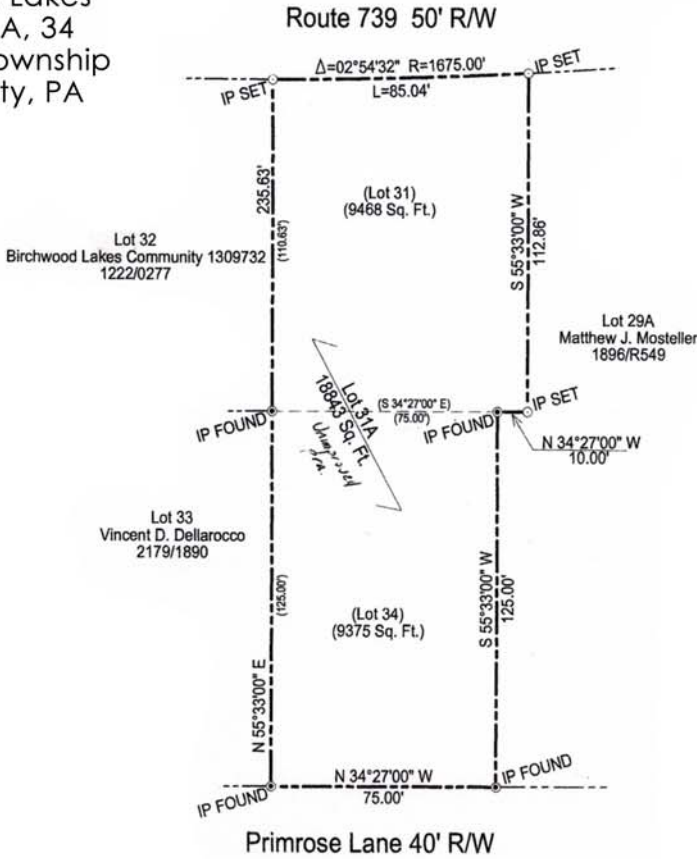 Lakes
A, 34
ownship
ty, PA
Route 739 50' R/W
Δ=02°54'32" R=1675.00'
L=85.04'
IP SET
IP SET
235.63'
(110.63')
(Lot 31)
(9468 Sq. Ft.)
S 55°33'00" W
112.86'
Lot 32
Birchwood Lakes Community 1309732
1222/0277
Lot 29A
Matthew J. Mosteller
1896/R549
Lot 31A
18843 Sq. Ft.
Unimproved
(S 34°27'00" E)
(75.00')
IP FOUND
IP FOUND
IP SET
N 34°27'00" W
10.00'
Lot 33
Vincent D. Dellarocco
2179/1890
(125.00')
N 55°33'00" E
(Lot 34)
(9375 Sq. Ft.)
S 55°33'00" W
125.00'
N 34°27'00" W
75.00'
IP FOUND
IP FOUND
Primrose Lane 40' R/W